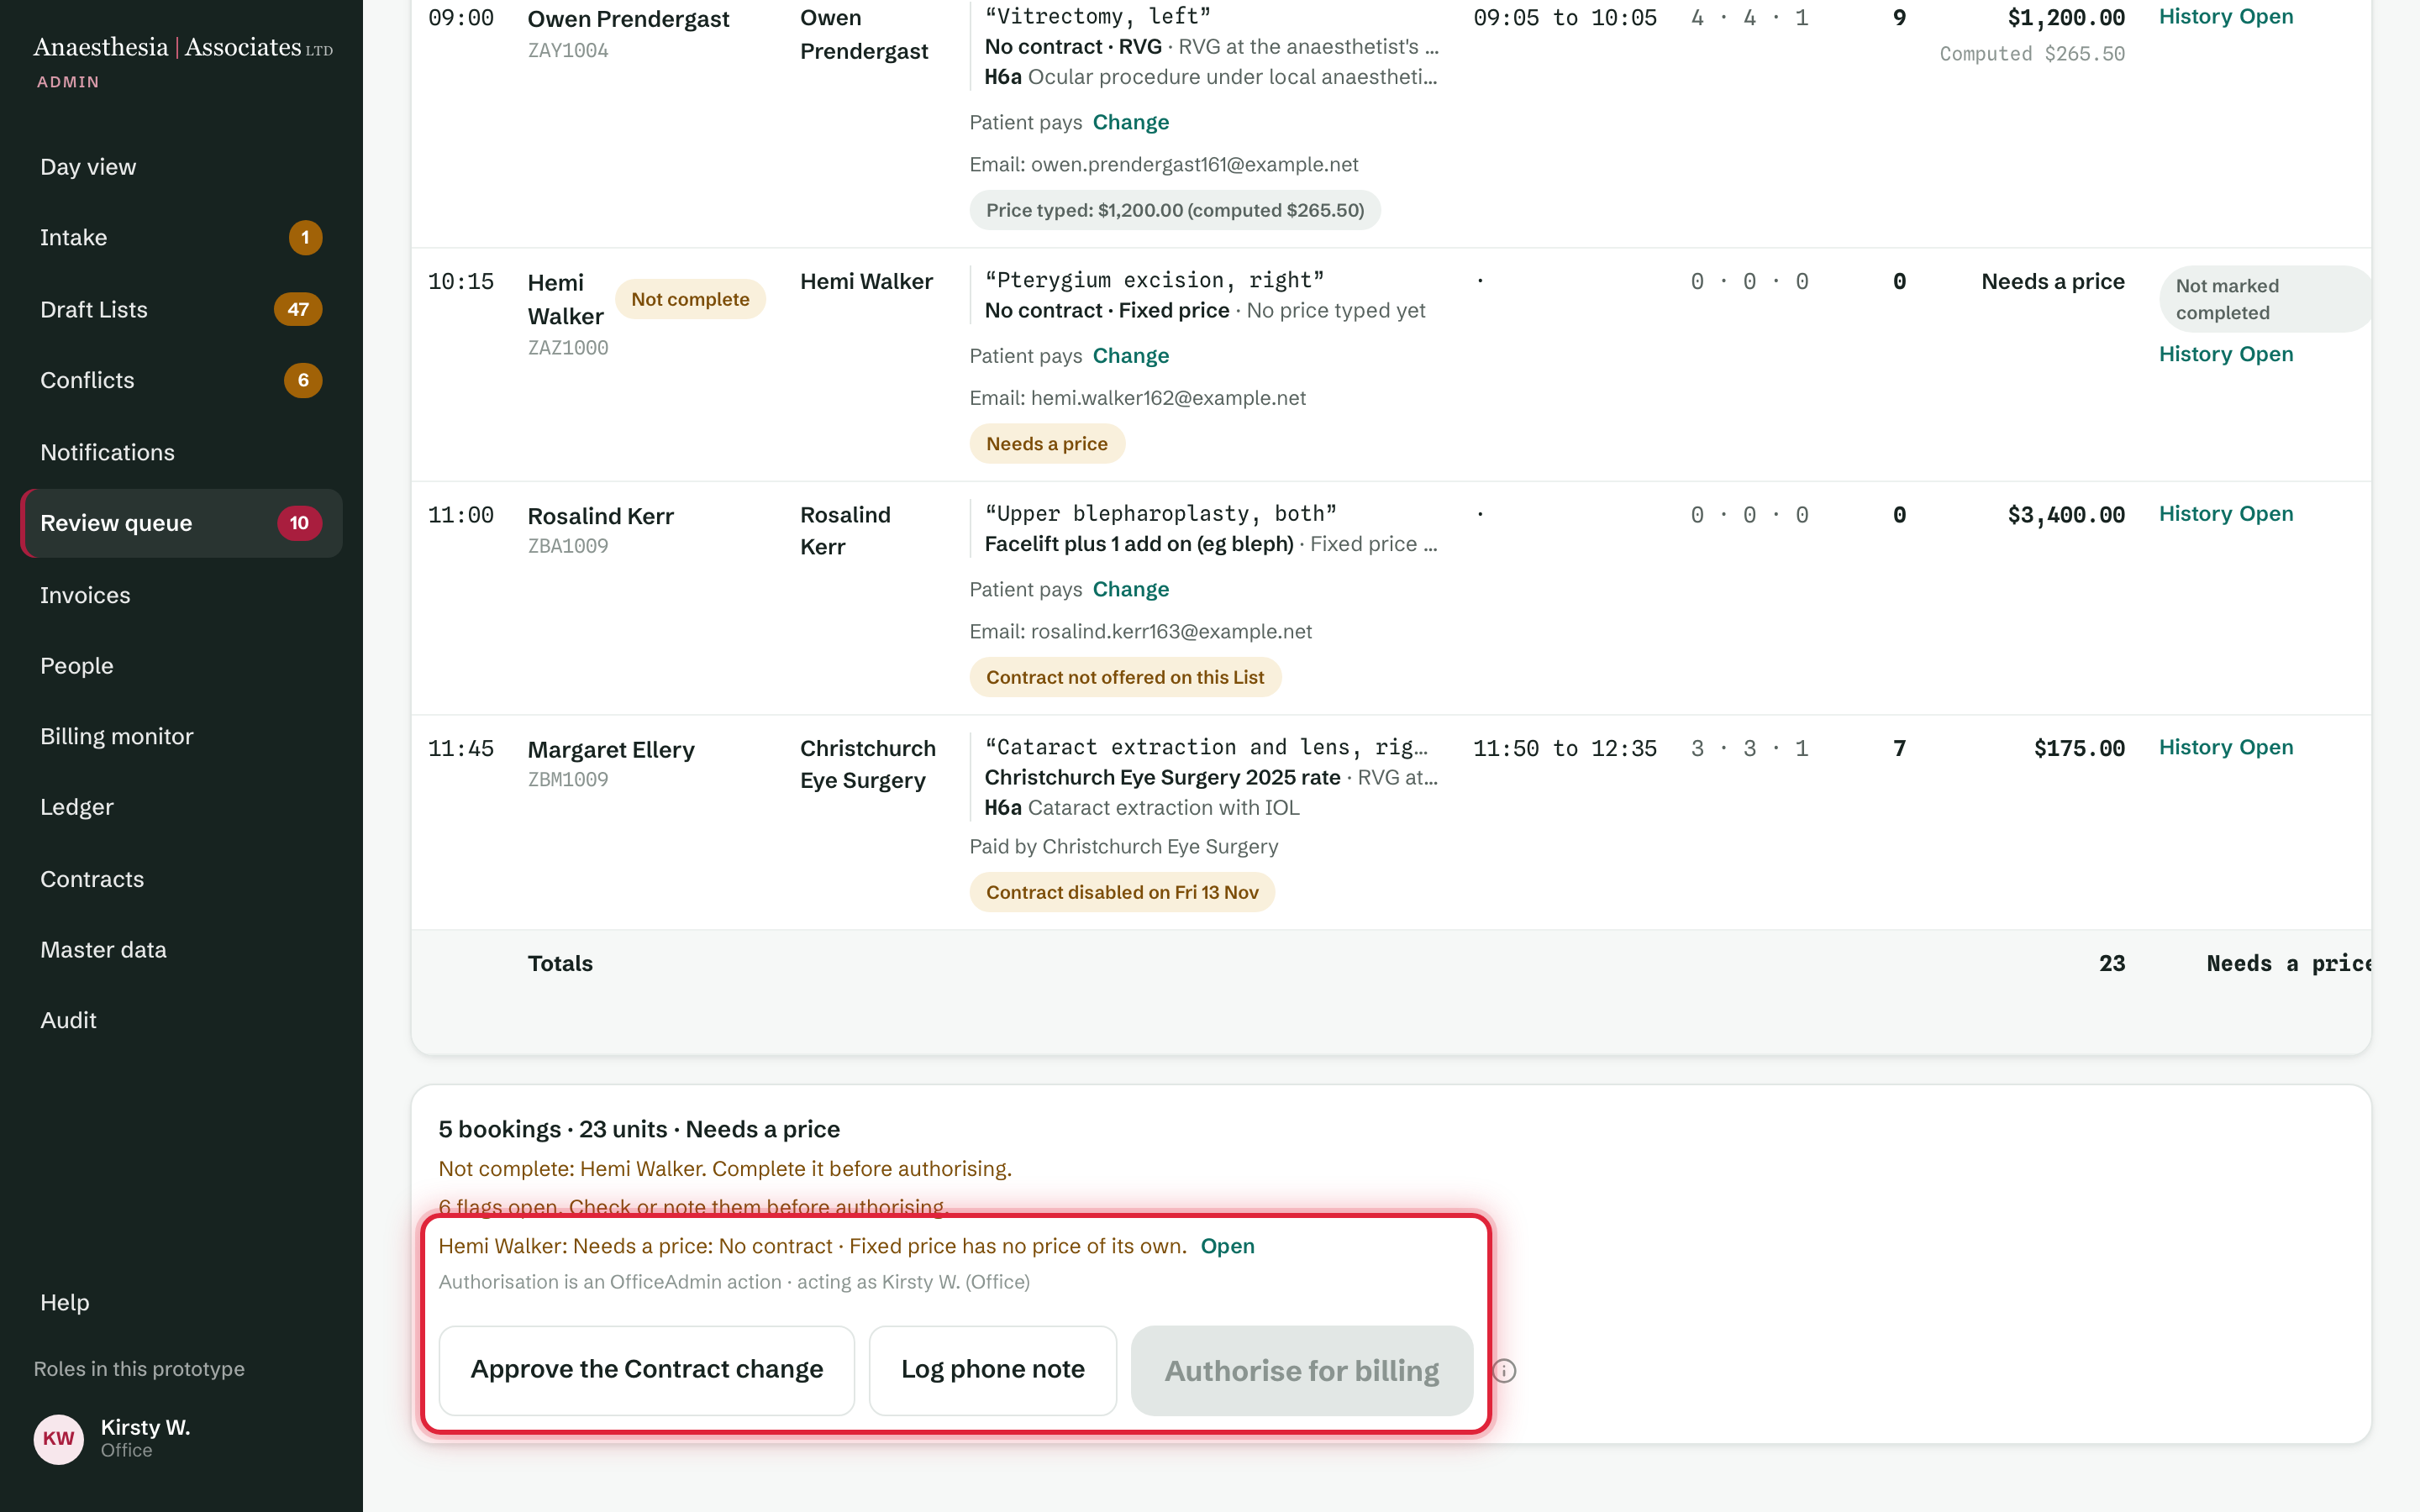 Anaesthesia | Associates LTD
ADMIN
Day view
Intake 1
Draft Lists 47
Conflicts 6
Notifications
Review queue 10
Invoices
People
Billing monitor
Ledger
Contracts
Master data
Audit
Help
Roles in this prototype
KW
Kirsty W.
Office
09:00 Owen Prendergast Owen Prendergast “Vitrectomy, left” 09:05 to 10:05 4 · 4 · 1 9 $1,200.00 History Open
ZAY1004
No contract · RVG · RVG at the anaesthetist's …
Computed $265.50
H6a Ocular procedure under local anaestheti…
Patient pays Change
Email: owen.prendergast161@example.net
Price typed: $1,200.00 (computed $265.50)
10:15 Hemi Walker Not complete Hemi Walker “Pterygium excision, right” · 0 · 0 · 0 0 Needs a price Not marked completed
ZAZ1000
No contract · Fixed price · No price typed yet
History Open
Patient pays Change
Email: hemi.walker162@example.net
Needs a price
11:00 Rosalind Kerr Rosalind Kerr “Upper blepharoplasty, both” · 0 · 0 · 0 0 $3,400.00 History Open
ZBA1009
Facelift plus 1 add on (eg bleph) · Fixed price …
Patient pays Change
Email: rosalind.kerr163@example.net
Contract not offered on this List
11:45 Margaret Ellery Christchurch Eye Surgery “Cataract extraction and lens, rig… 11:50 to 12:35 3 · 3 · 1 7 $175.00 History Open
ZBM1009
Christchurch Eye Surgery 2025 rate · RVG at…
H6a Cataract extraction with IOL
Paid by Christchurch Eye Surgery
Contract disabled on Fri 13 Nov
Totals 23 Needs a price
5 bookings · 23 units · Needs a price
Not complete: Hemi Walker. Complete it before authorising.
6 flags open. Check or note them before authorising.
Hemi Walker: Needs a price: No contract · Fixed price has no price of its own. Open
Authorisation is an OfficeAdmin action · acting as Kirsty W. (Office)
Approve the Contract change
Log phone note
Authorise for billing